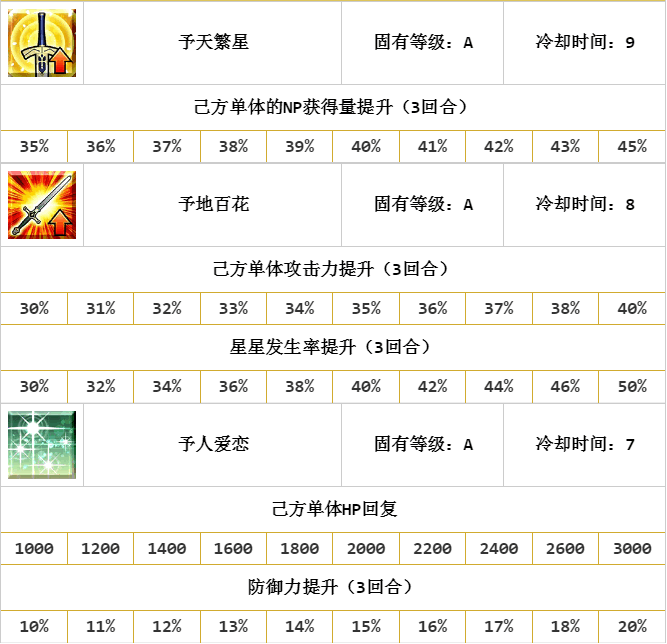 予天繁星 固有等级：A 冷却时间：9
己方单体的NP获得量提升（3回合）
35% 36% 37% 38% 39% 40% 41% 42% 43% 45%
予地百花 固有等级：A 冷却时间：8
己方单体攻击力提升（3回合）
30% 31% 32% 33% 34% 35% 36% 37% 38% 40%
星星发生率提升（3回合）
30% 32% 34% 36% 38% 40% 42% 44% 46% 50%
予人爱恋 固有等级：A 冷却时间：7
己方单体HP回复
1000 1200 1400 1600 1800 2000 2200 2400 2600 3000
防御力提升（3回合）
10% 11% 12% 13% 14% 15% 16% 17% 18% 20%